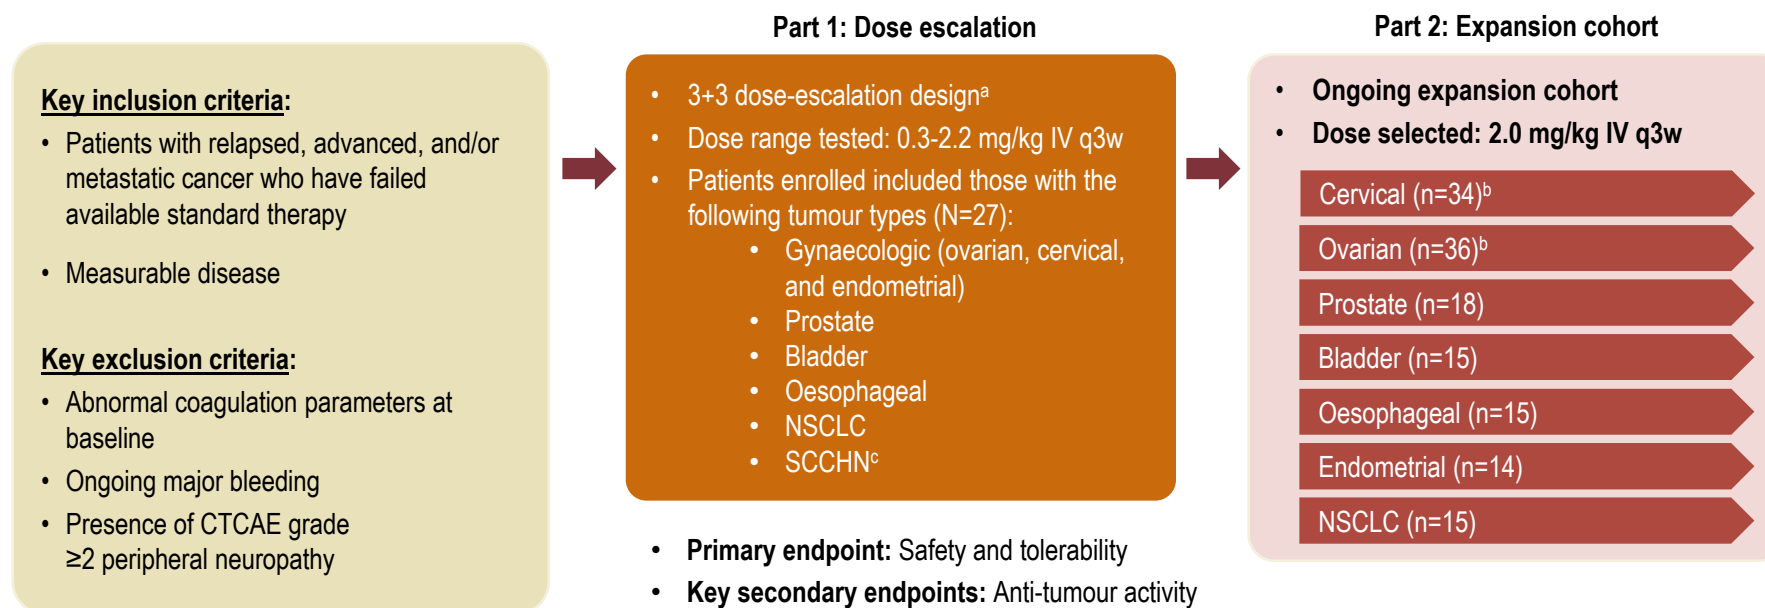 Key inclusion criteria:
• Patients with relapsed, advanced, and/or
metastatic cancer who have failed
available standard therapy
• Measurable disease
Key exclusion criteria:
• Abnormal coagulation parameters at
baseline
• Ongoing major bleeding
• Presence of CTCAE grade
≥2 peripheral neuropathy
Part 1: Dose escalation
• 3+3 dose-escalation designᵃ
• Dose range tested: 0.3-2.2 mg/kg IV q3w
• Patients enrolled included those with the
following tumour types (N=27):
• Gynaecologic (ovarian, cervical,
and endometrial)
• Prostate
• Bladder
• Oesophageal
• NSCLC
• SCCHNᶜ
• Primary endpoint: Safety and tolerability
• Key secondary endpoints: Anti-tumour activity
Part 2: Expansion cohort
• Ongoing expansion cohort
• Dose selected: 2.0 mg/kg IV q3w
Cervical (n=34)ᵇ
Ovarian (n=36)ᵇ
Prostate (n=18)
Bladder (n=15)
Oesophageal (n=15)
Endometrial (n=14)
NSCLC (n=15)